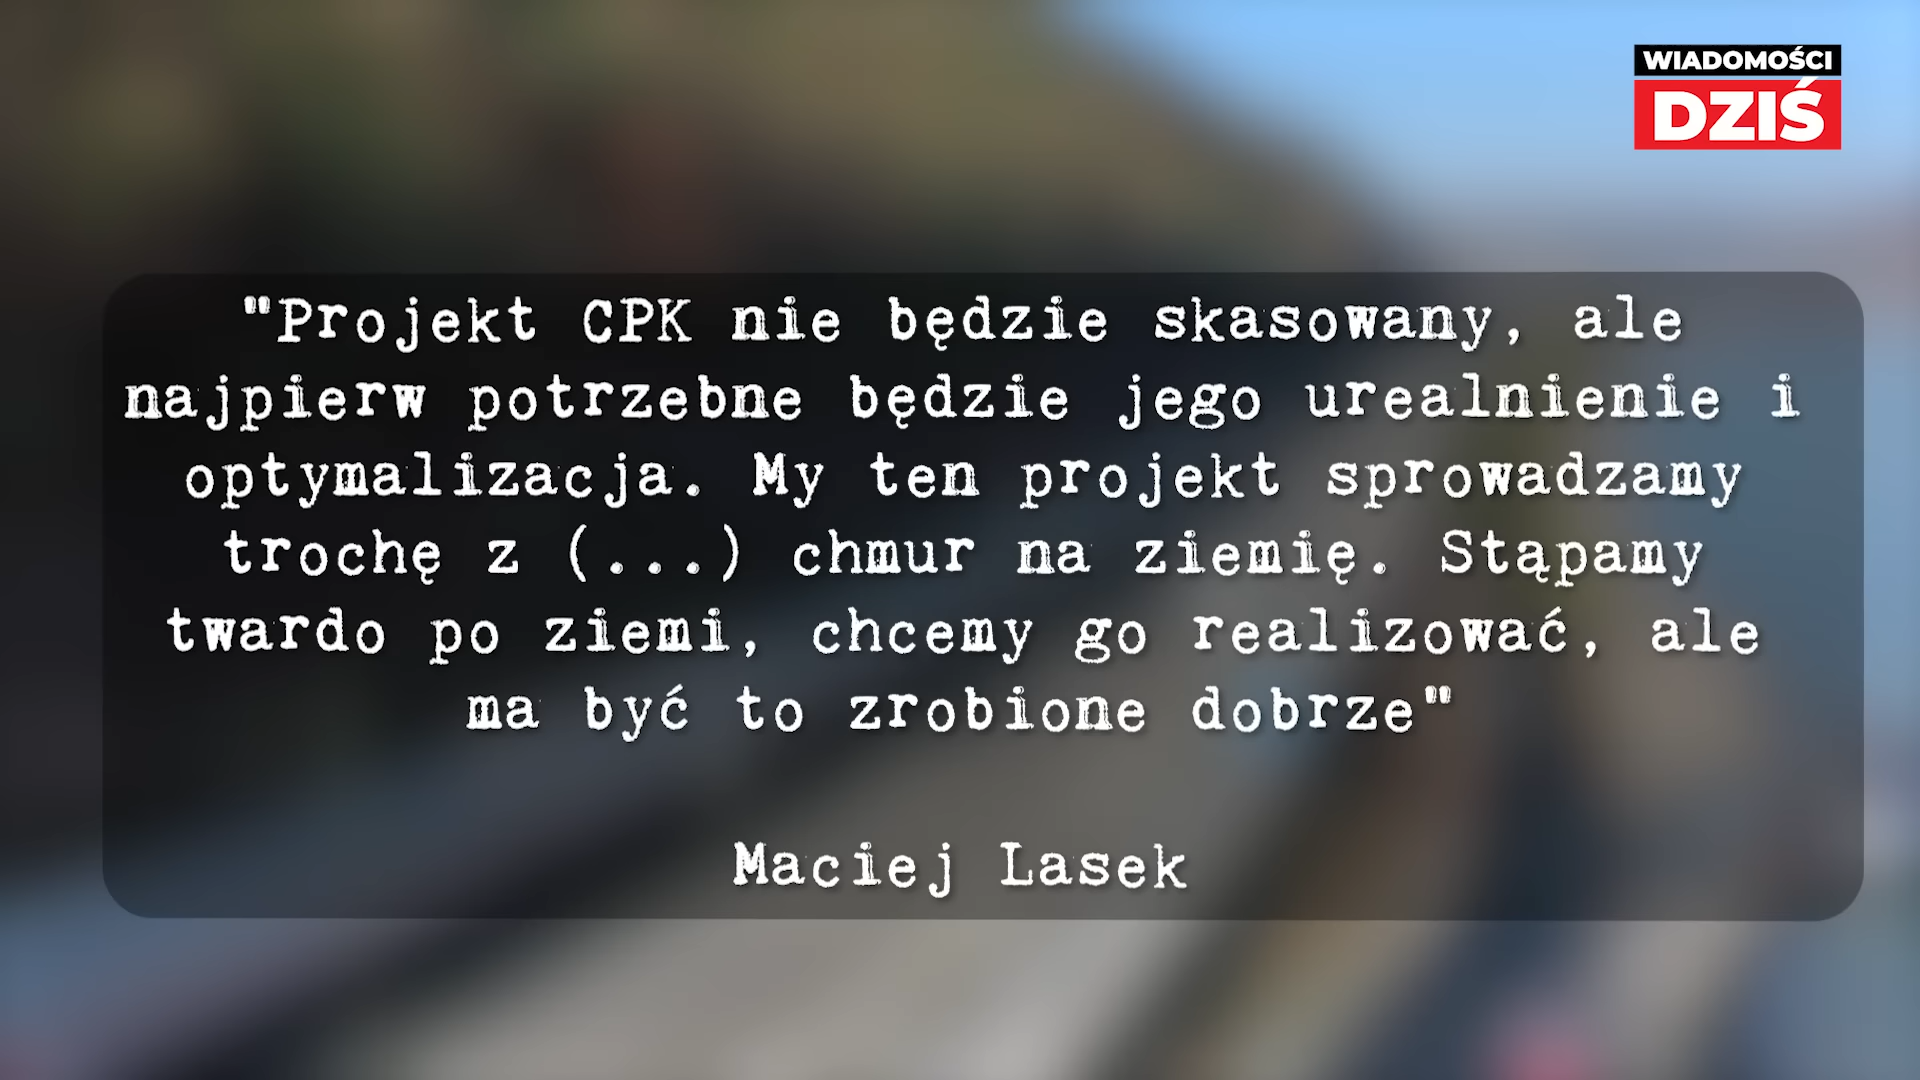 WIADOMOŚCI
DZIŚ
"Projekt CPK nie będzie skasowany, ale
najpierw potrzebne będzie jego urealnienie i
optymalizacja. My ten projekt sprowadzamy
trochę z (...) chmur na ziemię. Stąpamy
twardo po ziemi, chcemy go realizować, ale
ma być to zrobione dobrze"
Maciej Lasek